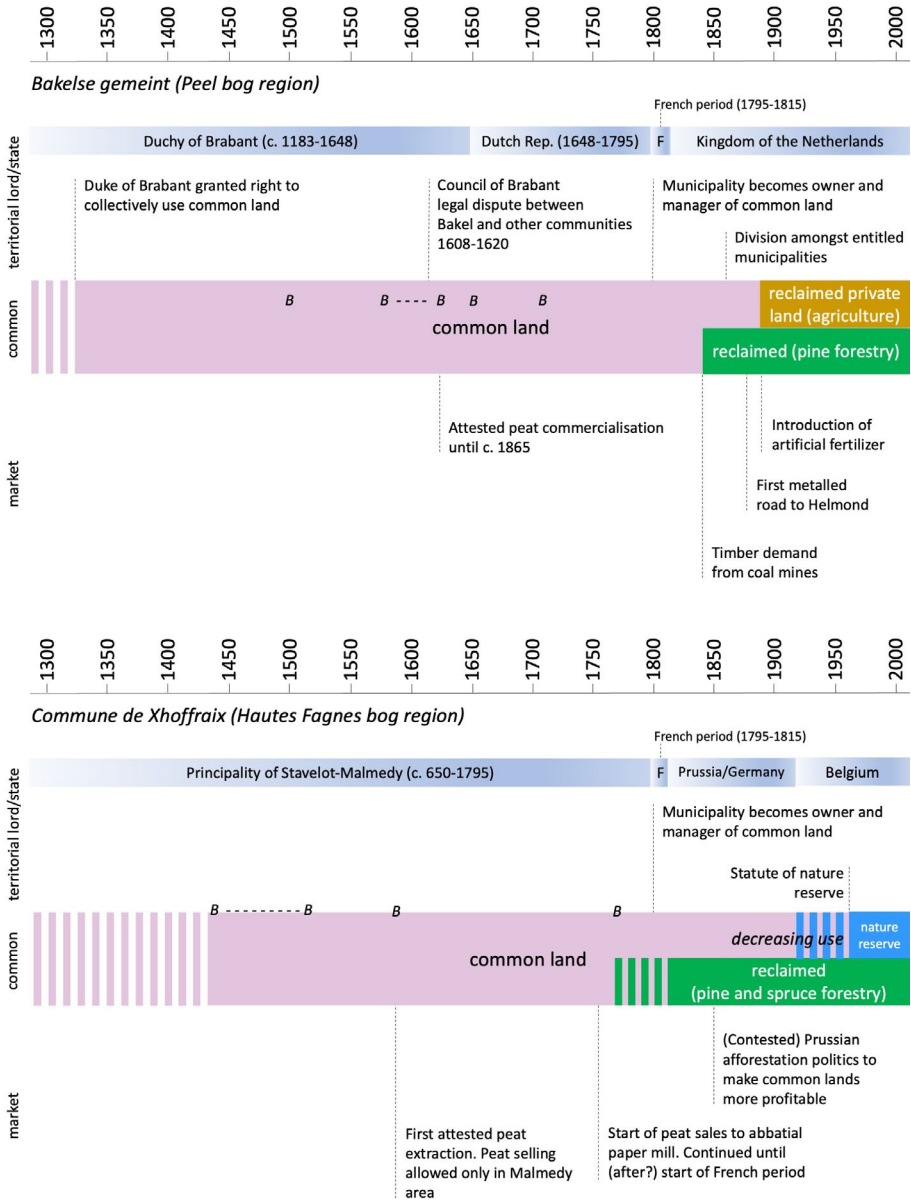 1300 1350 1400 1450 1500 1550 1600 1650 1700 1750 1800 1850 1900 1950 2000
Bakelse gemeint (Peel bog region)
French period (1795-1815)
territorial lord/state
Duchy of Brabant (c. 1183-1648) Dutch Rep. (1648-1795) F Kingdom of the Netherlands
Duke of Brabant granted right to
collectively use common land
Council of Brabant
legal dispute between
Bakel and other communities
1608-1620
Municipality becomes owner and
manager of common land
Division amongst entitled
municipalities
common
B B ---- B B B
common land
reclaimed private
land (agriculture)
reclaimed (pine forestry)
market
Attested peat commercialisation
until c. 1865
Introduction of
artificial fertilizer
First metalled
road to Helmond
Timber demand
from coal mines
1300 1350 1400 1450 1500 1550 1600 1650 1700 1750 1800 1850 1900 1950 2000
Commune de Xhoffraix (Hautes Fagnes bog region)
French period (1795-1815)
territorial lord/state
Principality of Stavelot-Malmedy (c. 650-1795) F Prussia/Germany Belgium
Municipality becomes owner and
manager of common land
Statute of nature
reserve
common
B --------- B B B
common land
decreasing use
nature
reserve
reclaimed
(pine and spruce forestry)
market
(Contested) Prussian
afforestation politics to
make common lands
more profitable
First attested peat
extraction. Peat selling
allowed only in Malmedy
area
Start of peat sales to abbatial
paper mill. Continued until
(after?) start of French period